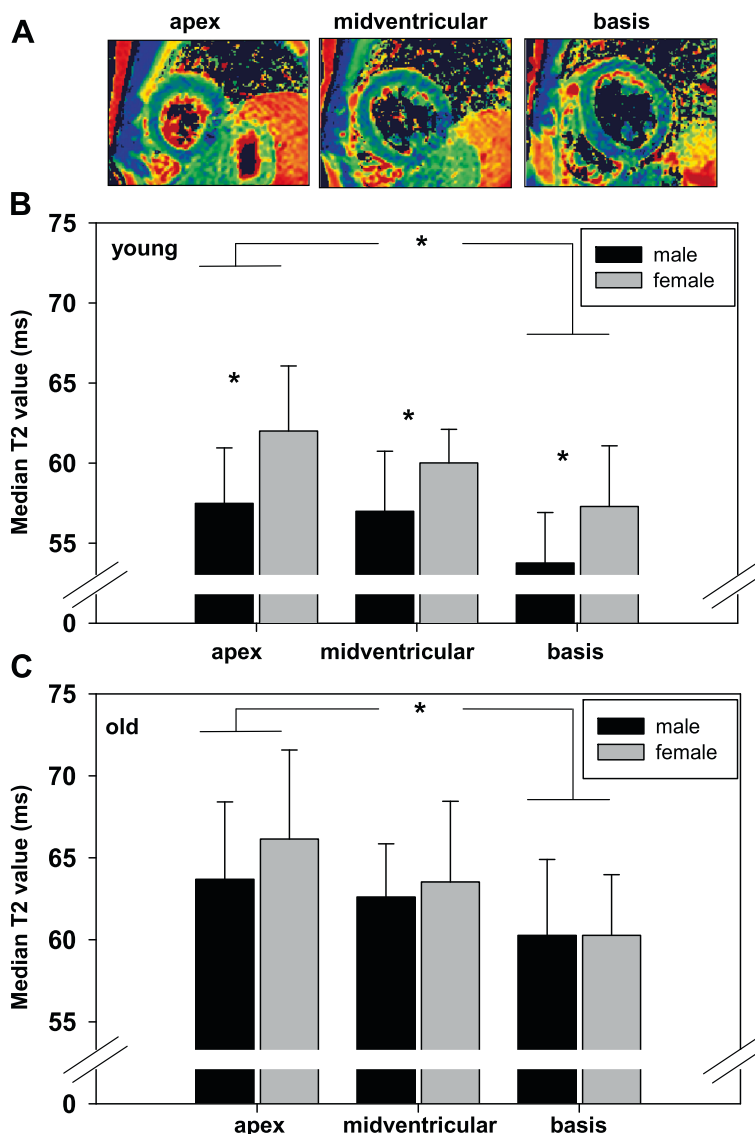 A
apex midventricular basis
B
75
70
65
60
55
0
Median T2 value (ms)
young
*
male
female
*
*
*
apex midventricular basis
C
75
70
65
60
55
0
Median T2 value (ms)
old
*
male
female
apex midventricular basis